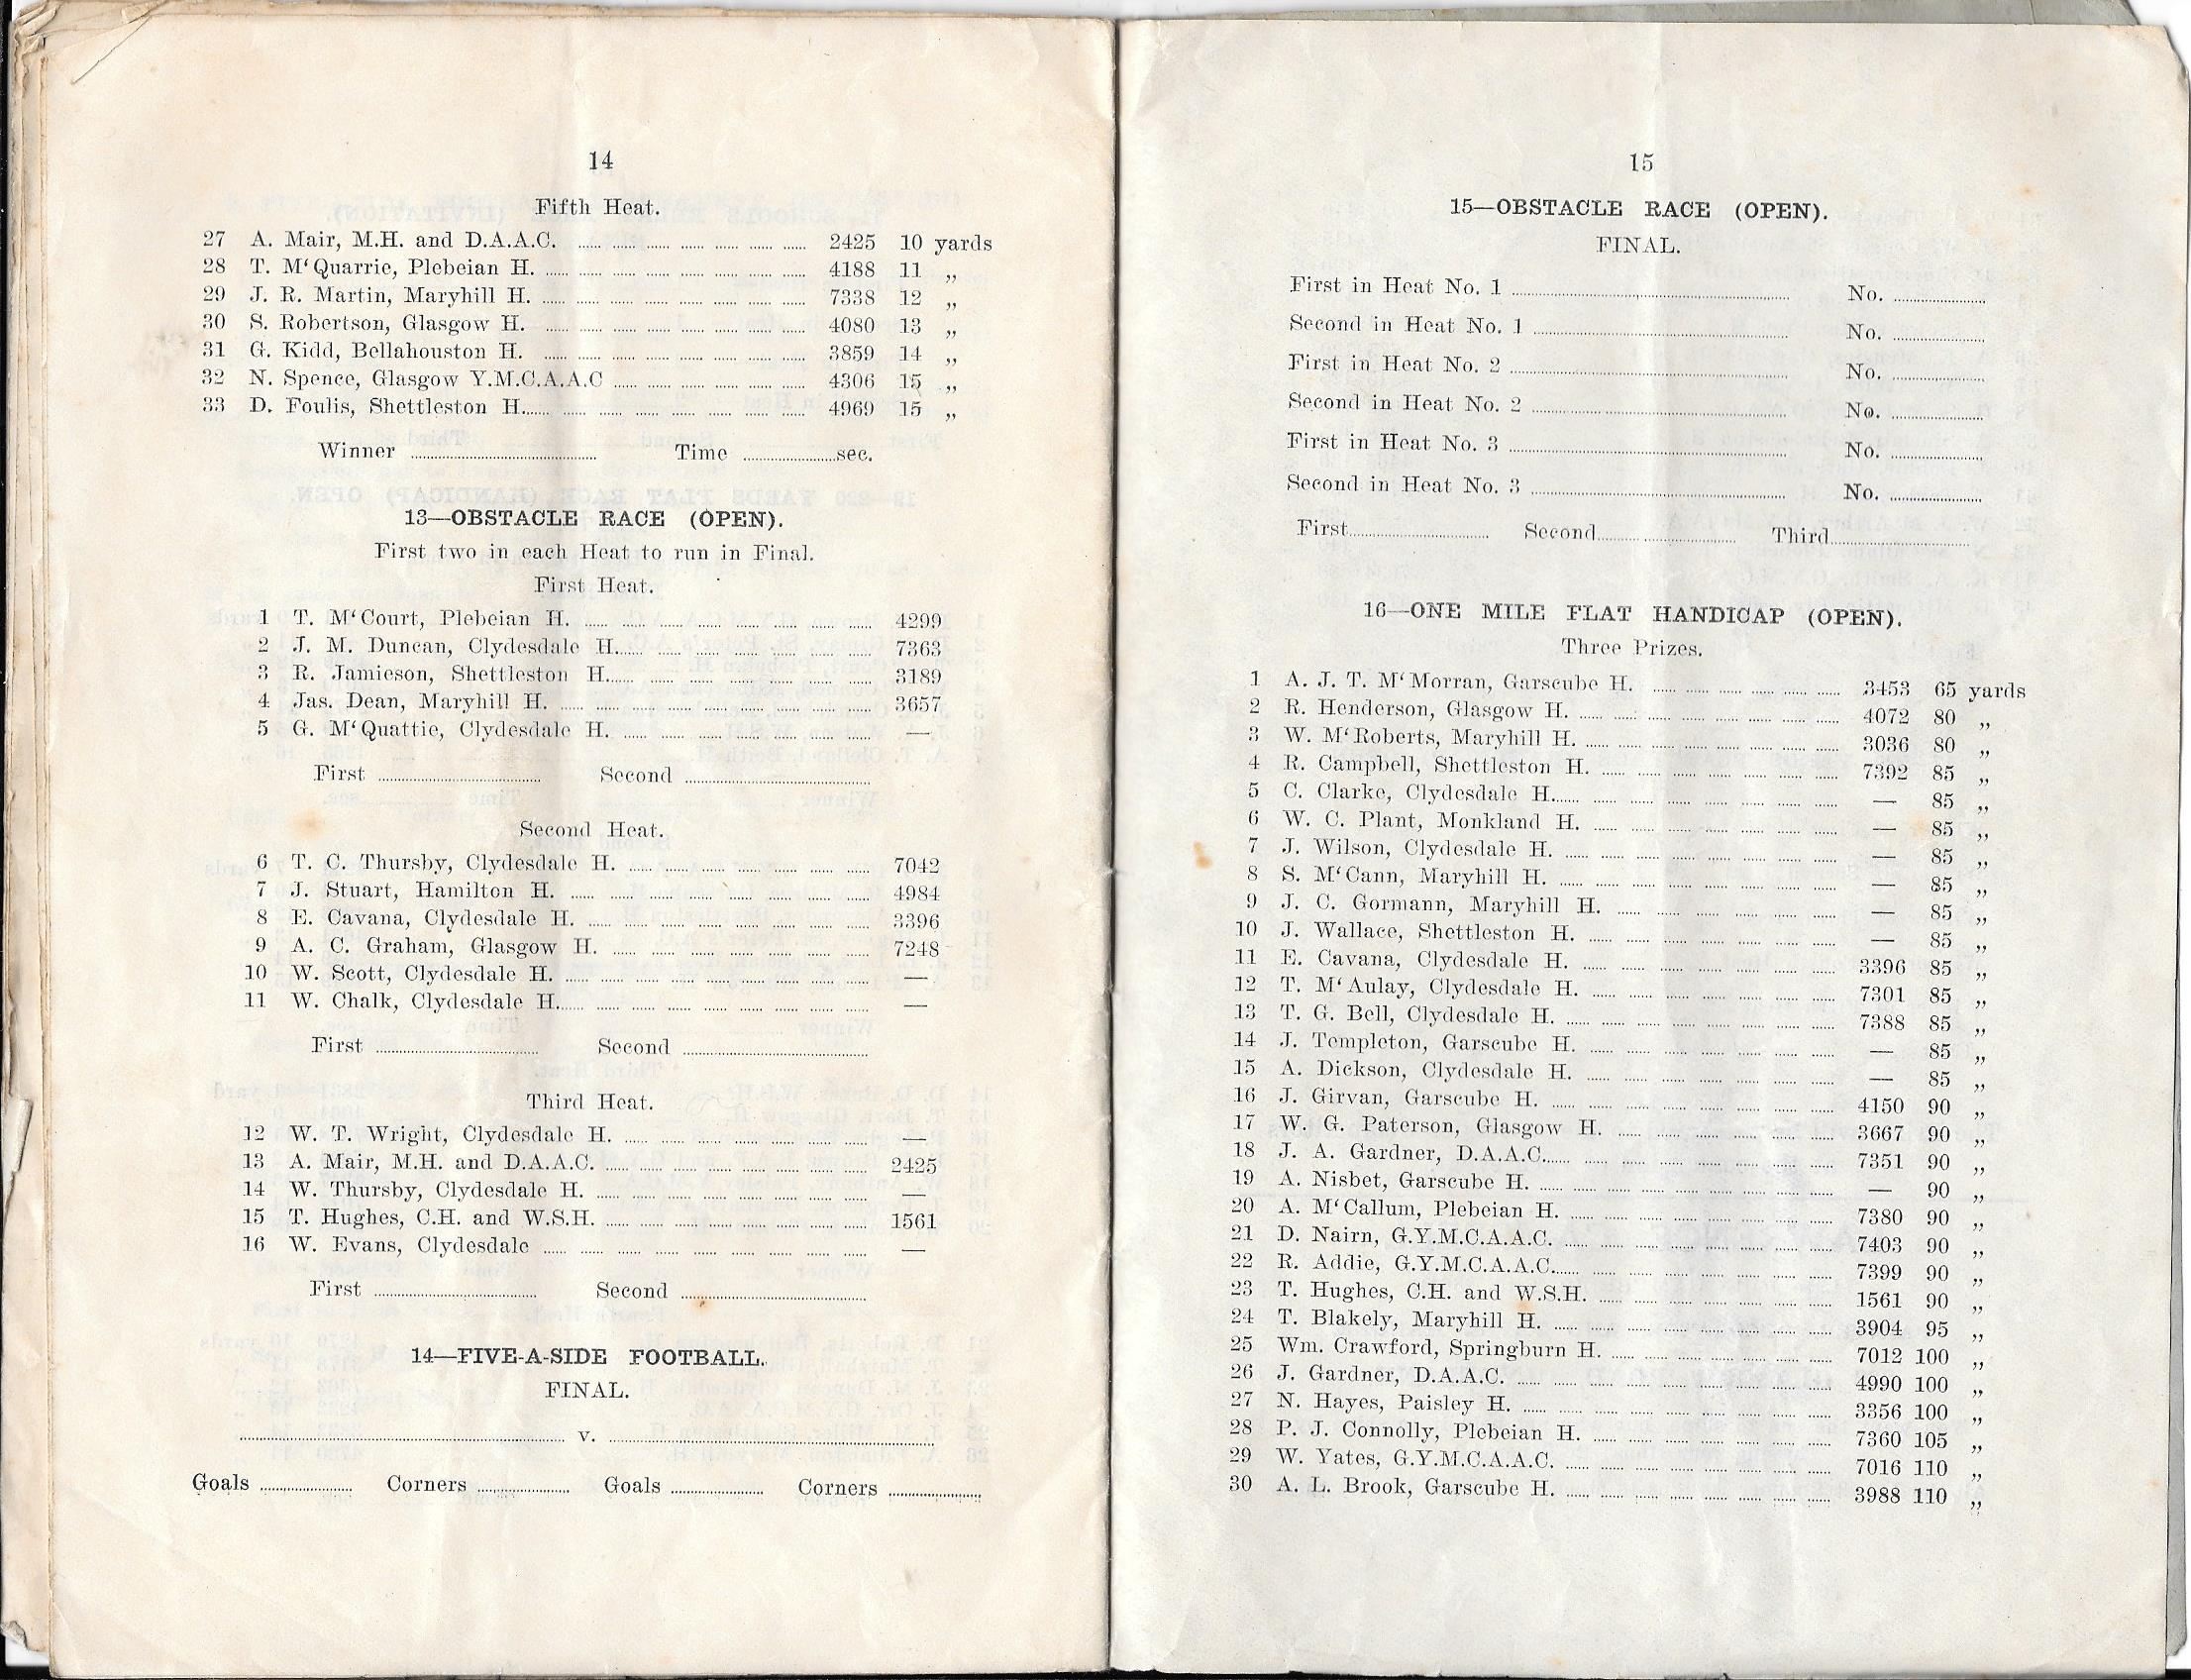 14
Fifth Heat.
27 A. Mair, M.H. and D.A.A.C. ...... ...... ...... ...... ...... ...... 2425 10 yards
28 T. M‘Quarrie, Plebeian H. ...... ...... ...... ...... ...... ...... 4188 11 „
29 J. R. Martin, Maryhill H. ...... ...... ...... ...... ...... ...... 7338 12 „
30 S. Robertson, Glasgow H. ...... ...... ...... ...... ...... ...... 4080 13 „
31 G. Kidd, Bellahouston H. ...... ...... ...... ...... ...... ...... 3859 14 „
32 N. Spence, Glasgow Y.M.C.A.A.C ...... ...... ...... ...... ...... 4306 15 „
33 D. Foulis, Shettleston H. ...... ...... ...... ...... ...... ...... 4969 15 „
Winner ............ Time ............sec.
13—OBSTACLE RACE (OPEN).
First two in each Heat to run in Final.
First Heat.
1 T. M‘Court, Plebeian H. ...... ...... ...... ...... ...... ...... 4299
2 J. M. Duncan, Clydesdale H. ...... ...... ...... ...... ...... 7363
3 R. Jamieson, Shettleston H. ...... ...... ...... ...... ...... 3189
4 Jas. Dean, Maryhill H. ...... ...... ...... ...... ...... ...... 3657
5 G. M‘Quattie, Clydesdale H. ...... ...... ...... ...... ...... —
First ............ Second ............
Second Heat.
6 T. C. Thursby, Clydesdale H. ...... ...... ...... ...... ...... 7042
7 J. Stuart, Hamilton H. ...... ...... ...... ...... ...... ...... 4984
8 E. Cavana, Clydesdale H. ...... ...... ...... ...... ...... ...... 3396
9 A. C. Graham, Glasgow H. ...... ...... ...... ...... ...... 7248
10 W. Scott, Clydesdale H. ...... ...... ...... ...... ...... ...... —
11 W. Chalk, Clydesdale H. ...... ...... ...... ...... ...... ...... —
First ............ Second ............
Third Heat.
12 W. T. Wright, Clydesdale H. ...... ...... ...... ...... ...... —
13 A. Mair, M.H. and D.A.A.C. ...... ...... ...... ...... ...... 2425
14 W. Thursby, Clydesdale H. ...... ...... ...... ...... ...... —
15 T. Hughes, C.H. and W.S.H. ...... ...... ...... ...... ...... 1561
16 W. Evans, Clydesdale ...... ...... ...... ...... ...... ...... —
First ............ Second ............
14—FIVE-A-SIDE FOOTBALL.
FINAL.
............ v. ............
Goals ............ Corners ............ Goals ............ Corners ............
15
15—OBSTACLE RACE (OPEN).
FINAL.
First in Heat No. 1 ............ No. ............
Second in Heat No. 1 ............ No. ............
First in Heat No. 2 ............ No. ............
Second in Heat No. 2 ............ No. ............
First in Heat No. 3 ............ No. ............
Second in Heat No. 3 ............ No. ............
First............ Second............ Third............
16—ONE MILE FLAT HANDICAP (OPEN).
Three Prizes.
1 A. J. T. M‘Morran, Garscube H. ...... ...... ...... ...... ...... 3453 65 yards
2 R. Henderson, Glasgow H. ...... ...... ...... ...... ...... ...... 4072 80 „
3 W. M‘Roberts, Maryhill H. ...... ...... ...... ...... ...... ...... 3036 80 „
4 R. Campbell, Shettleston H. ...... ...... ...... ...... ...... ...... 7392 85 „
5 C. Clarke, Clydesdale H. ...... ...... ...... ...... ...... ...... — 85 „
6 W. C. Plant, Monkland H. ...... ...... ...... ...... ...... ...... — 85 „
7 J. Wilson, Clydesdale H. ...... ...... ...... ...... ...... ...... — 85 „
8 S. M‘Cann, Maryhill H. ...... ...... ...... ...... ...... ...... — 85 „
9 J. C. Gormann, Maryhill H. ...... ...... ...... ...... ...... ...... — 85 „
10 J. Wallace, Shettleston H. ...... ...... ...... ...... ...... ...... — 85 „
11 E. Cavana, Clydesdale H. ...... ...... ...... ...... ...... ...... 3396 85 „
12 T. M‘Aulay, Clydesdale H. ...... ...... ...... ...... ...... ...... 7301 85 „
13 T. G. Bell, Clydesdale H. ...... ...... ...... ...... ...... ...... 7388 85 „
14 J. Templeton, Garscube H. ...... ...... ...... ...... ...... ...... — 85 „
15 A. Dickson, Clydesdale H. ...... ...... ...... ...... ...... ...... — 85 „
16 J. Girvan, Garscube H. ...... ...... ...... ...... ...... ...... 4150 90 „
17 W. G. Paterson, Glasgow H. ...... ...... ...... ...... ...... ...... 3667 90 „
18 J. A. Gardner, D.A.A.C. ...... ...... ...... ...... ...... ...... 7351 90 „
19 A. Nisbet, Garscube H. ...... ...... ...... ...... ...... ...... — 90 „
20 A. M‘Callum, Plebeian H. ...... ...... ...... ...... ...... ...... 7380 90 „
21 D. Nairn, G.Y.M.C.A.A.C. ...... ...... ...... ...... ...... ...... 7403 90 „
22 R. Addie, G.Y.M.C.A.A.C. ...... ...... ...... ...... ...... ...... 7399 90 „
23 T. Hughes, C.H. and W.S.H. ...... ...... ...... ...... ...... ...... 1561 90 „
24 T. Blakely, Maryhill H. ...... ...... ...... ...... ...... ...... 3904 95 „
25 Wm. Crawford, Springburn H. ...... ...... ...... ...... ...... ...... 7012 100 „
26 J. Gardner, D.A.A.C. ...... ...... ...... ...... ...... ...... 4990 100 „
27 N. Hayes, Paisley H. ...... ...... ...... ...... ...... ...... 3356 100 „
28 P. J. Connolly, Plebeian H. ...... ...... ...... ...... ...... ...... 7360 105 „
29 W. Yates, G.Y.M.C.A.A.C. ...... ...... ...... ...... ...... ...... 7016 110 „
30 A. L. Brook, Garscube H. ...... ...... ...... ...... ...... ...... 3988 110 „